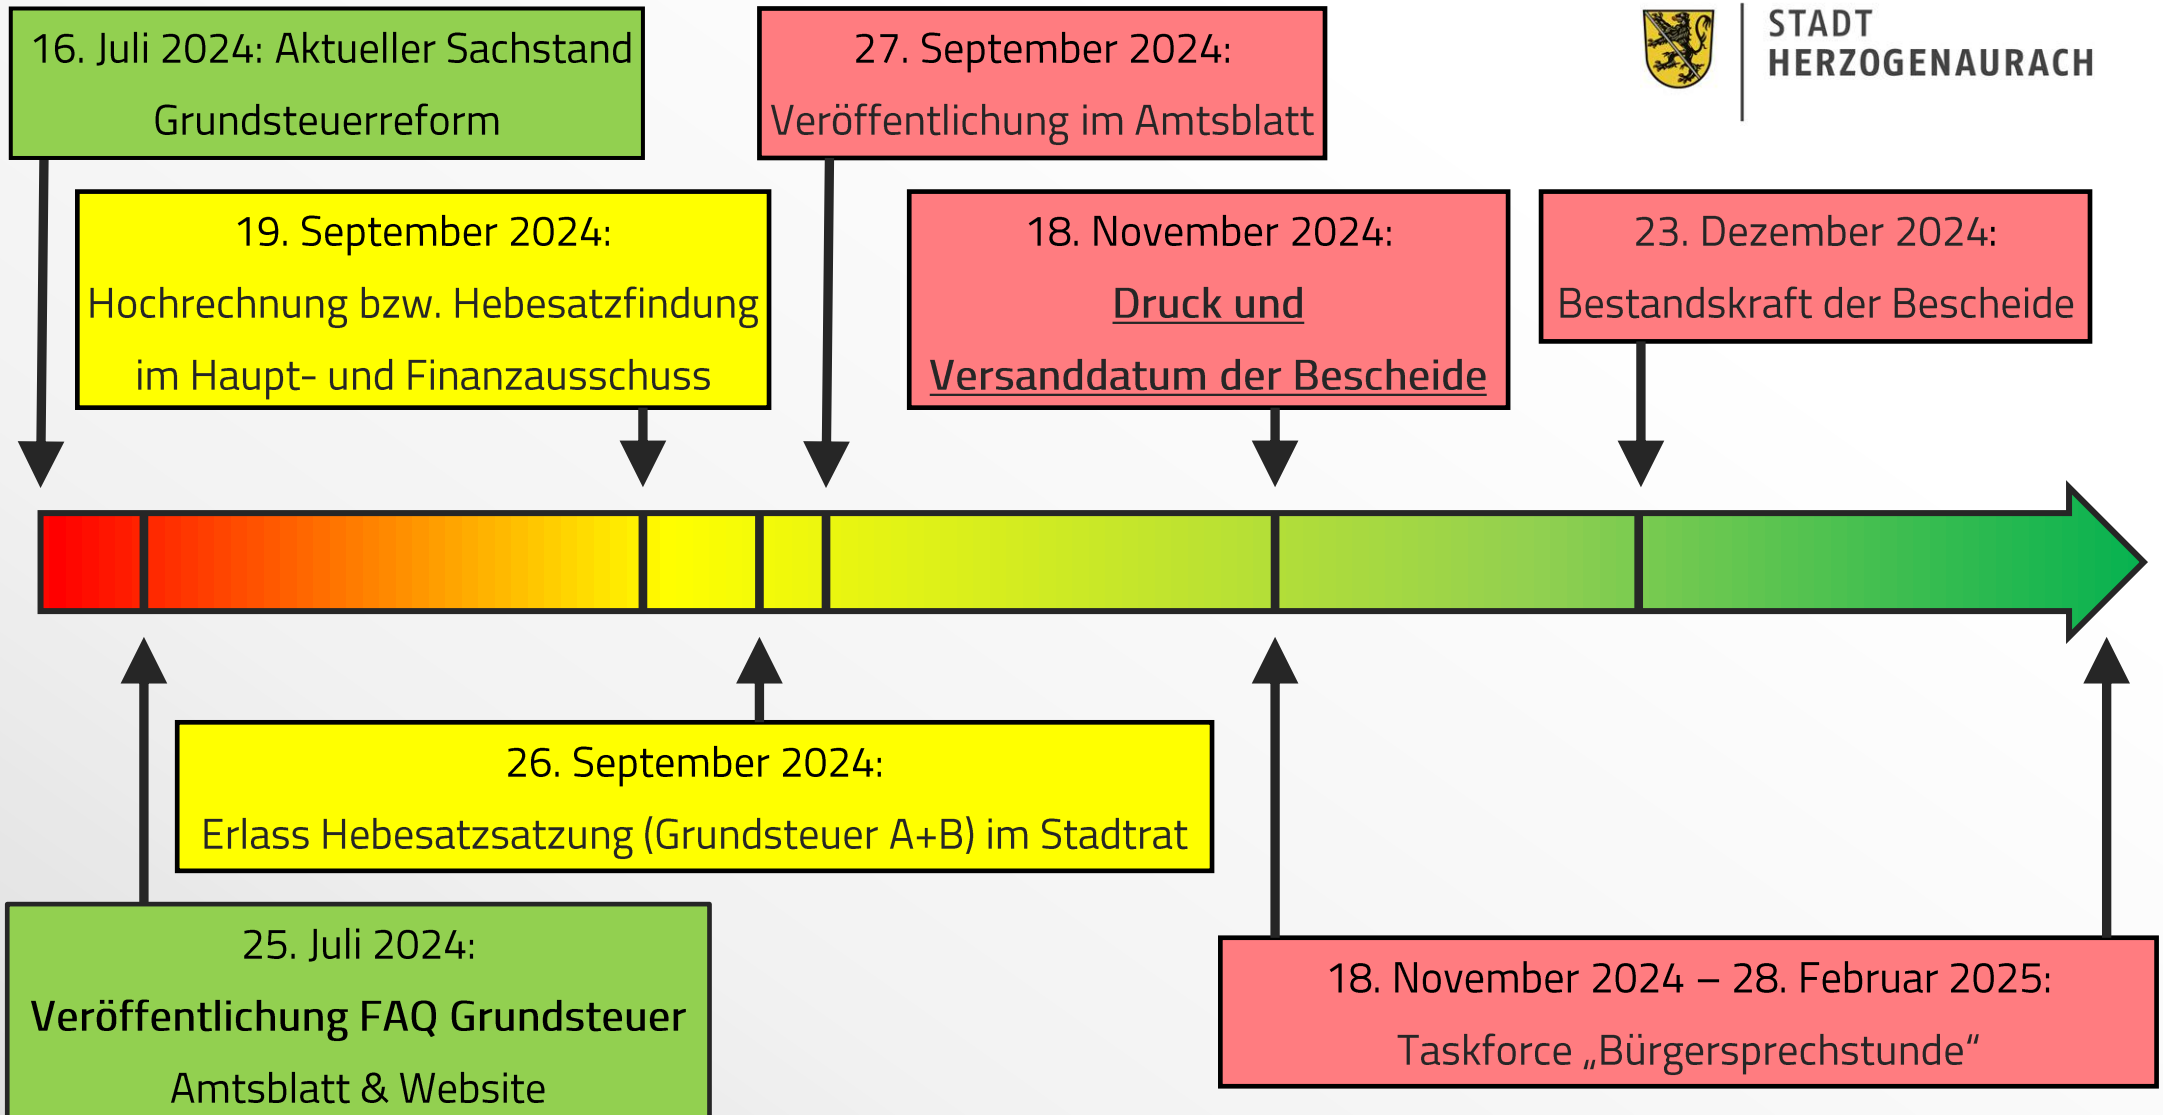 16. Juli 2024: Aktueller Sachstand
Grundsteuerreform
27. September 2024:
Veröffentlichung im Amtsblatt
STADT
HERZOGENAURACH
19. September 2024:
Hochrechnung bzw. Hebesatzfindung
im Haupt- und Finanzausschuss
18. November 2024:
Druck und
Versanddatum der Bescheide
23. Dezember 2024:
Bestandskraft der Bescheide
26. September 2024:
Erlass Hebesatzsatzung (Grundsteuer A+B) im Stadtrat
25. Juli 2024:
Veröffentlichung FAQ Grundsteuer
Amtsblatt & Website
18. November 2024 – 28. Februar 2025:
Taskforce „Bürgersprechstunde“